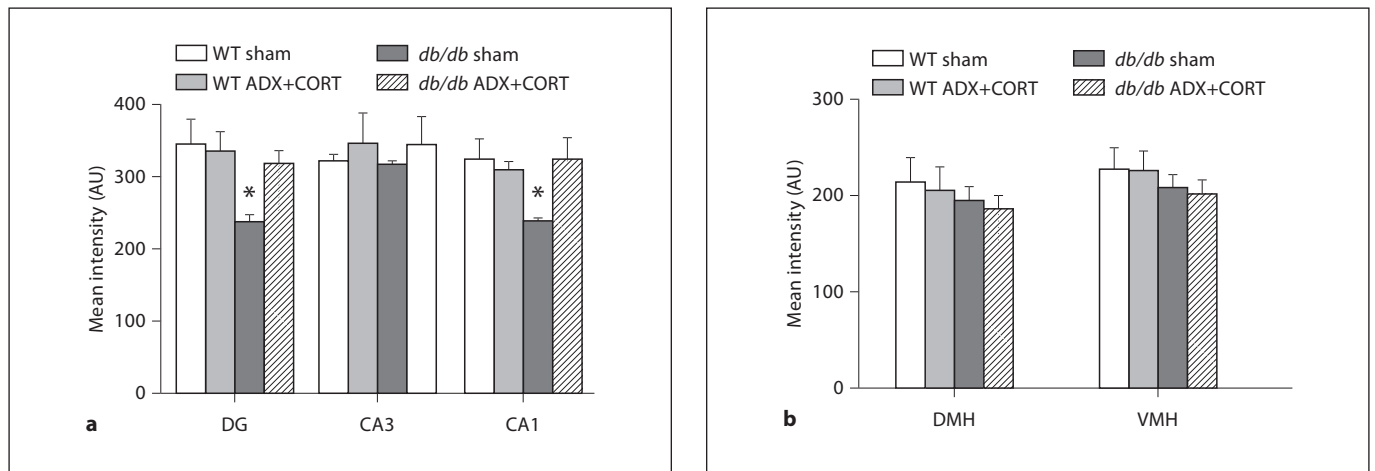 WT sham
db/db sham
WT ADX+CORT
db/db ADX+CORT
400
300
200
100
0
Mean intensity (AU)
*
*
DG
CA3
CA1
a
WT sham
db/db sham
WT ADX+CORT
db/db ADX+CORT
300
200
100
0
Mean intensity (AU)
DMH
VMH
b